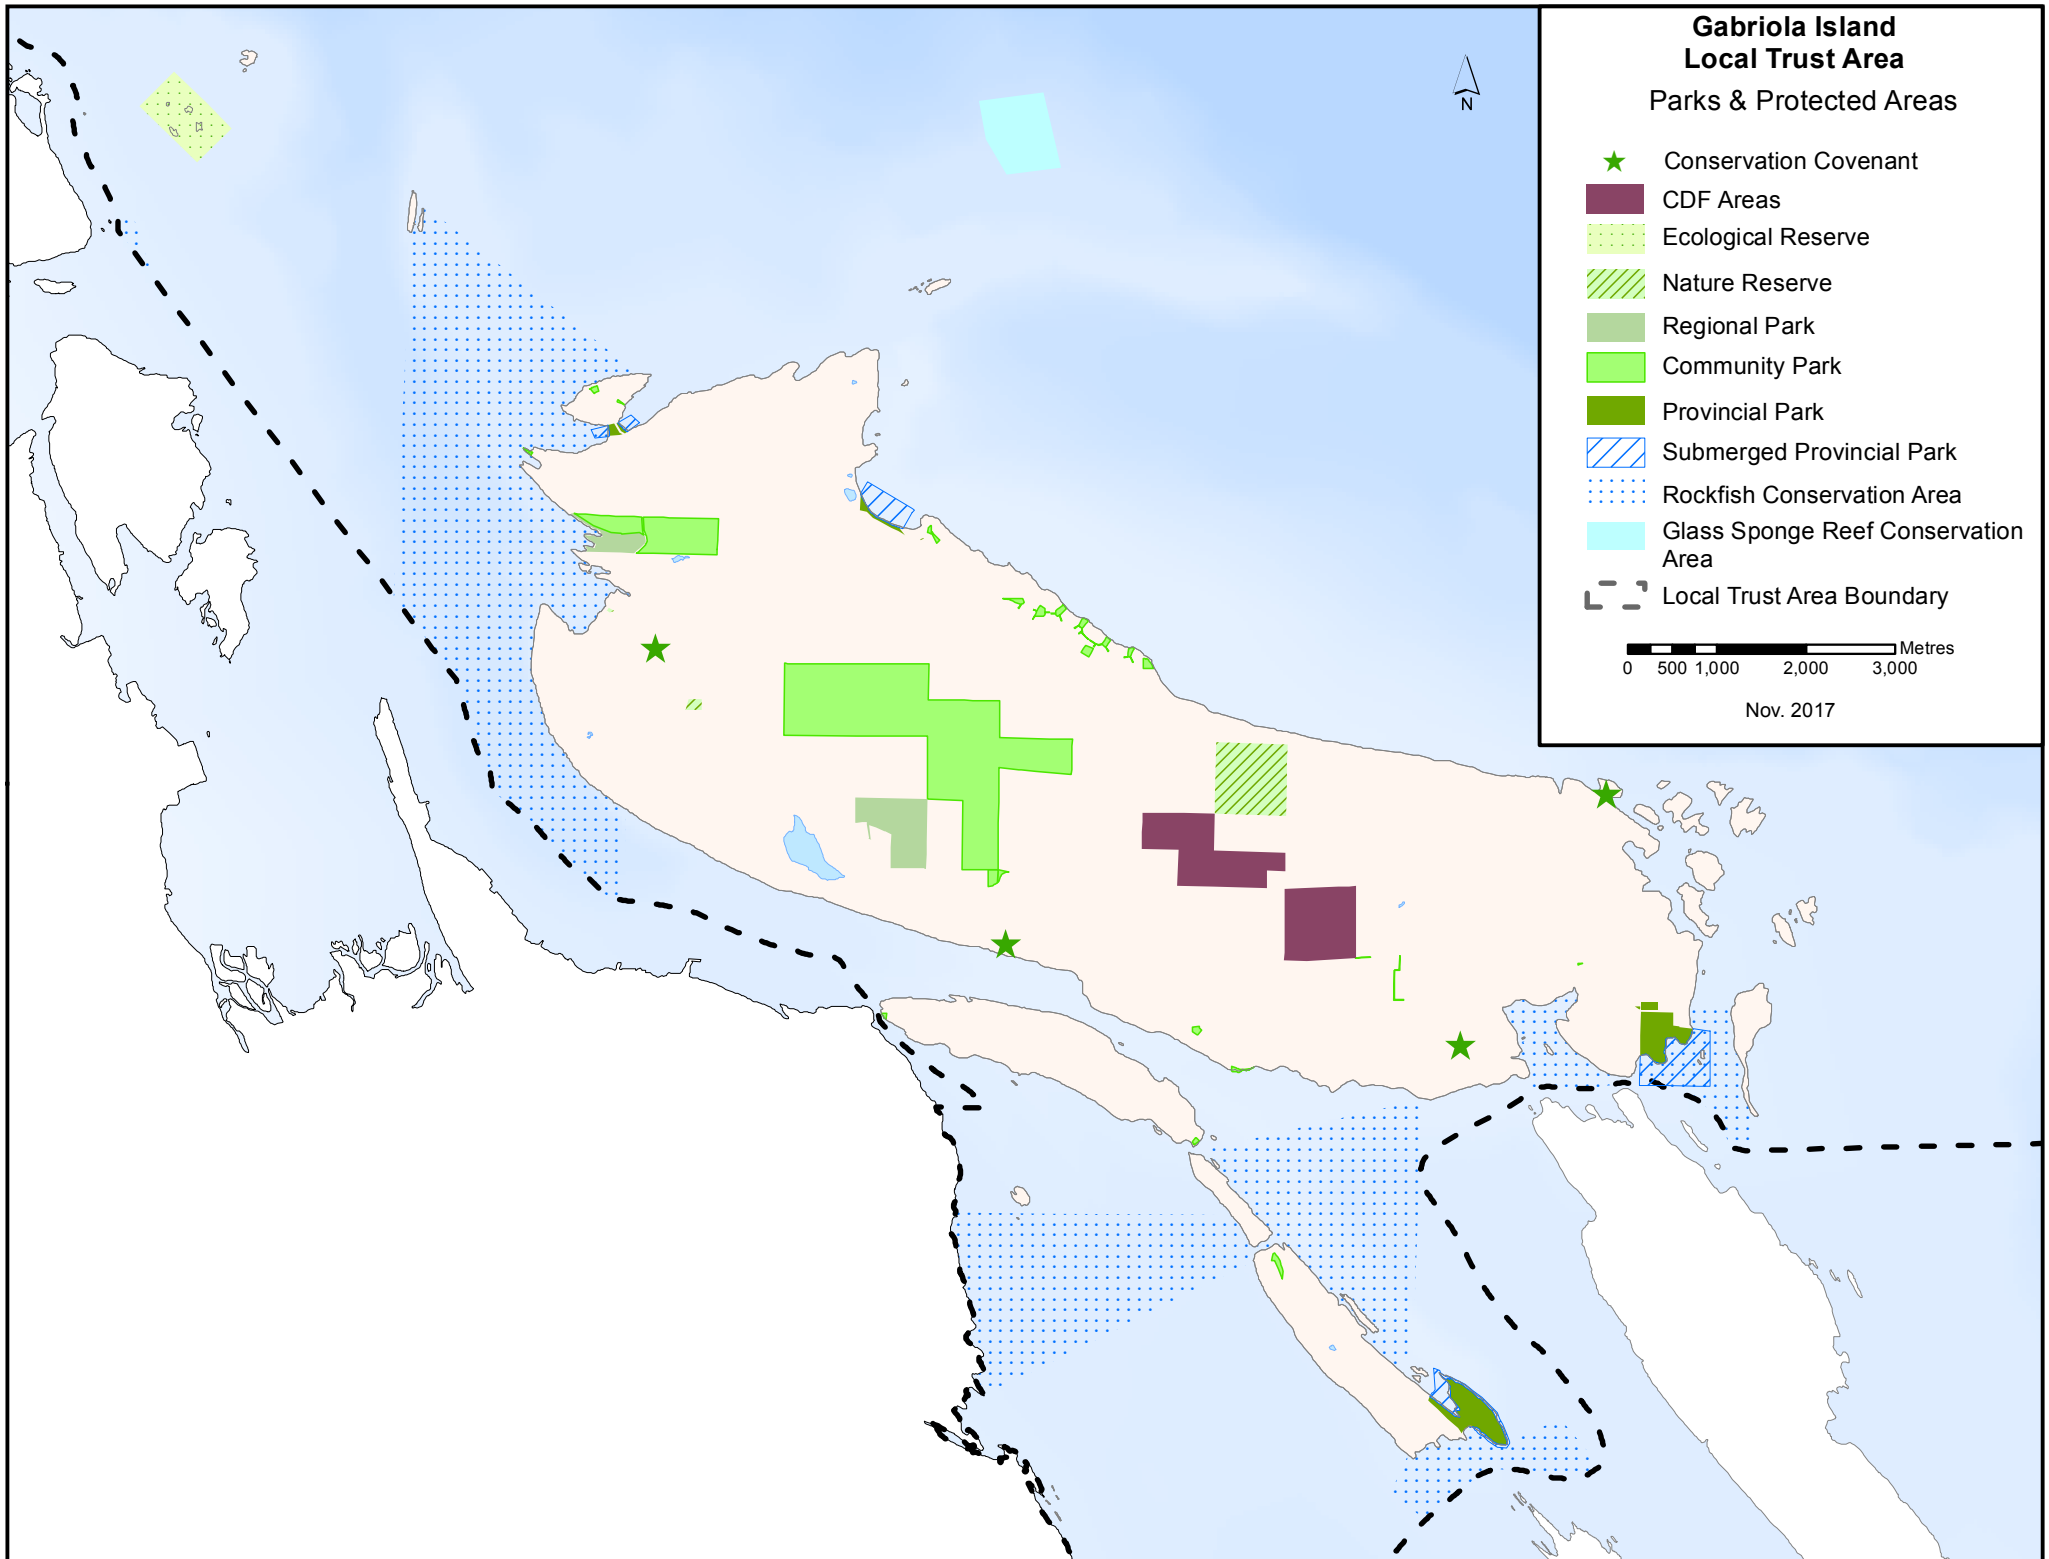 Gabriola Island
Local Trust Area
Parks & Protected Areas
N
Conservation Covenant
CDF Areas
Ecological Reserve
Nature Reserve
Regional Park
Community Park
Provincial Park
Submerged Provincial Park
Rockfish Conservation Area
Glass Sponge Reef Conservation
Area
Local Trust Area Boundary
Metres
0 500 1,000 2,000 3,000
Nov. 2017